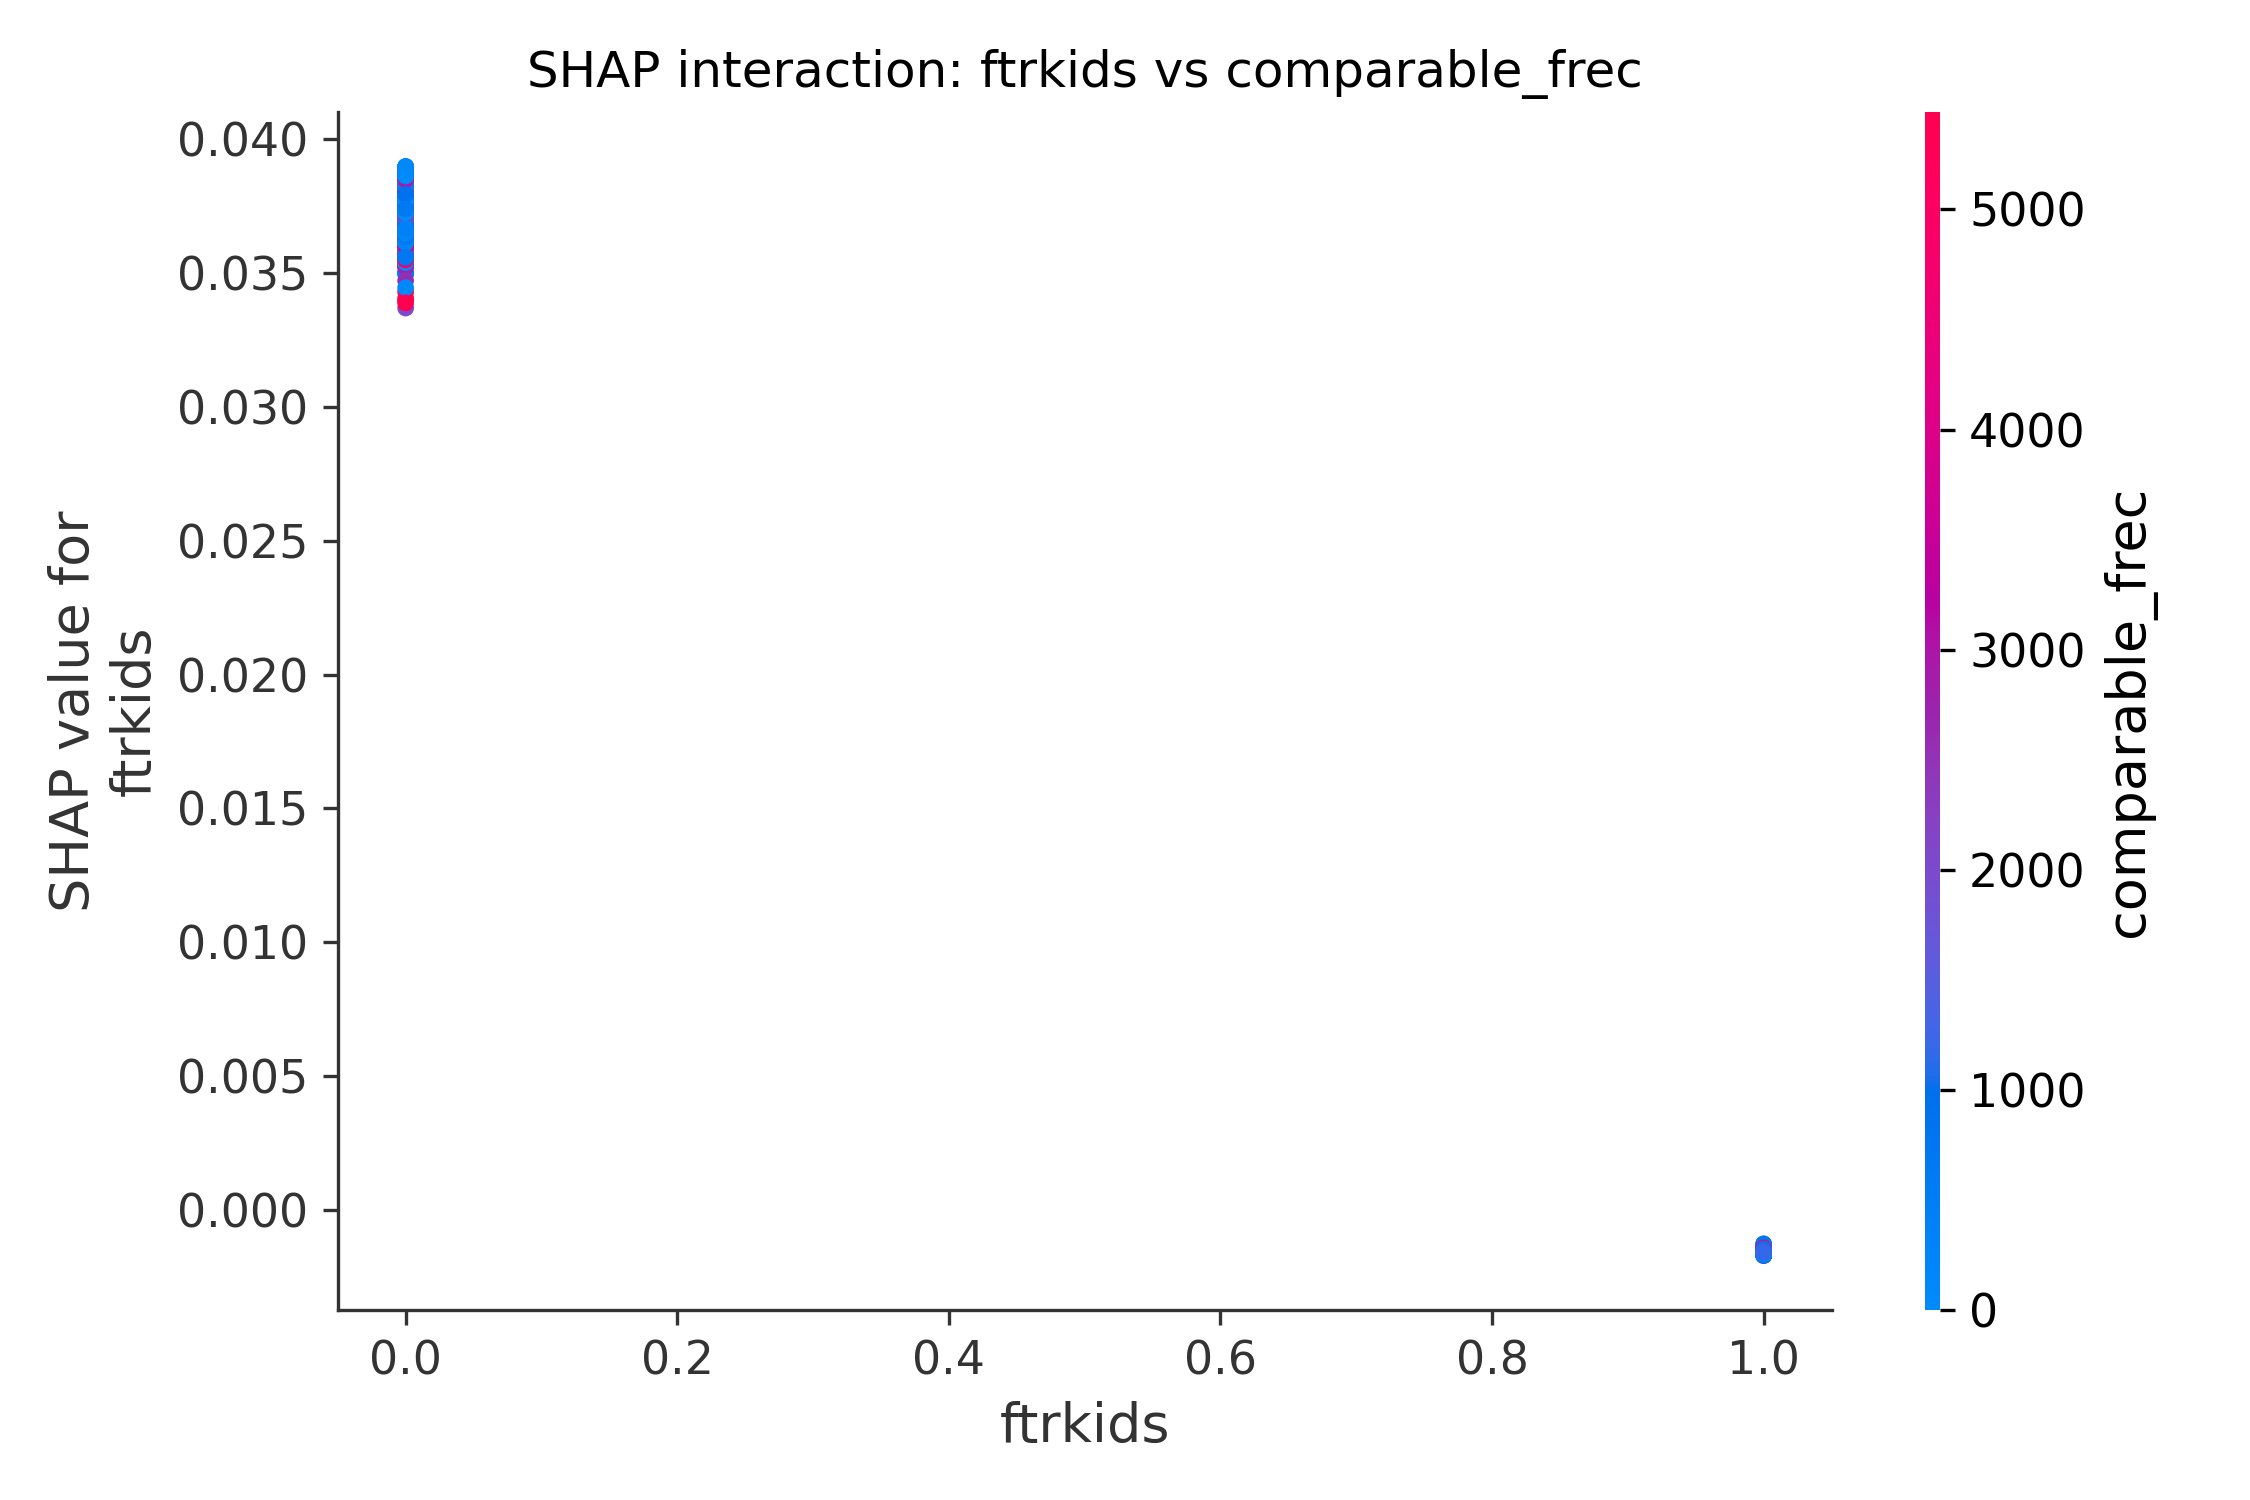 SHAP interaction: ftrkids vs comparable_frec
SHAP value for
ftrkids
0.040
0.035
0.030
0.025
0.020
0.015
0.010
0.005
0.000
0.0 0.2 0.4 0.6 0.8 1.0
ftrkids
5000
4000
3000
2000
1000
0
comparable_frec